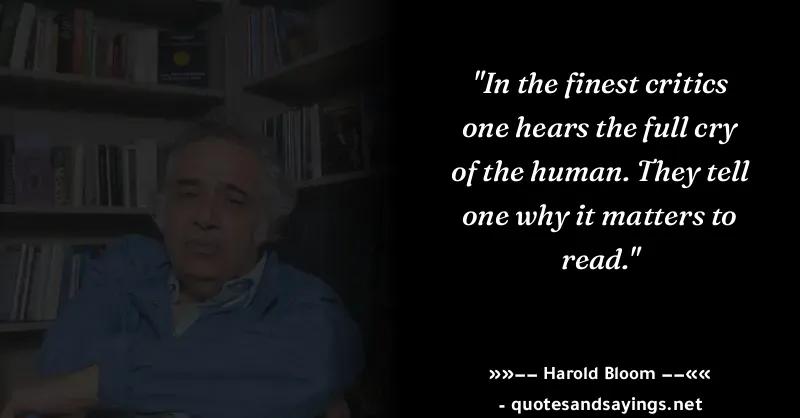 "In the finest critics
one hears the full cry
of the human. They tell
one why it matters to
read."
»»−− Harold Bloom −−««
- quotesandsayings.net